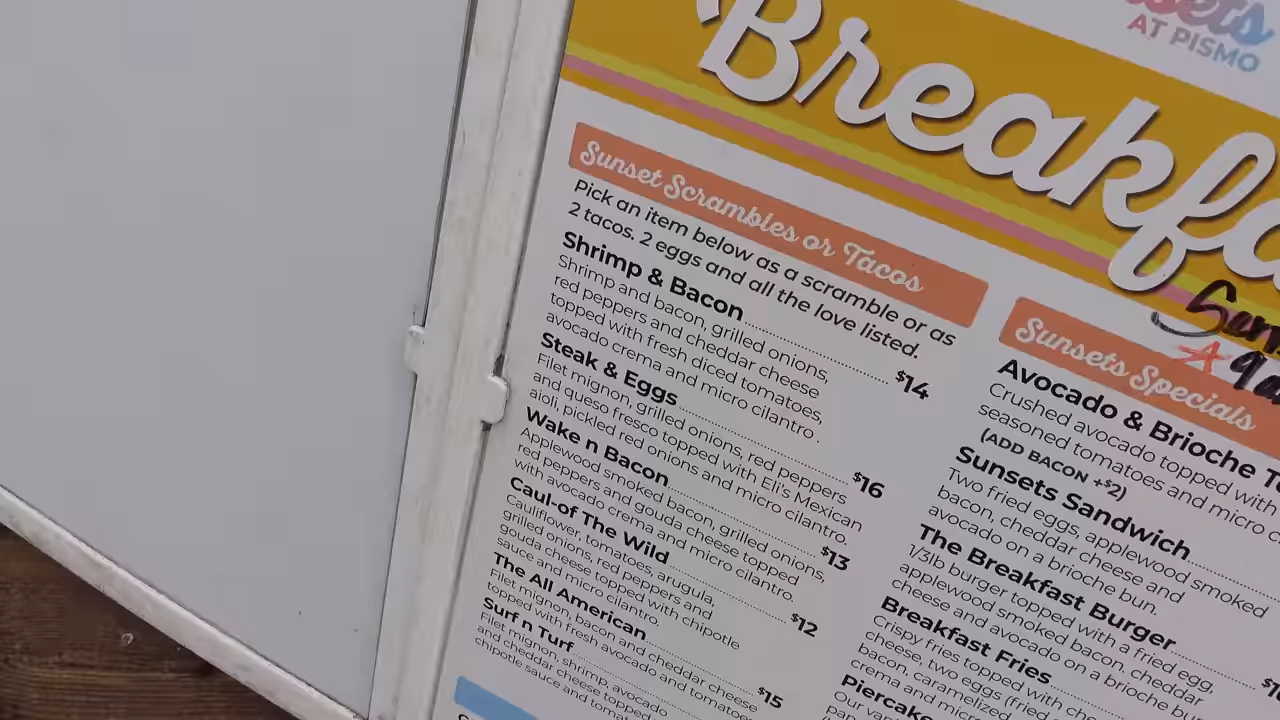 AT PISMO
Sunset Scrambles or Tacos
Pick an item below as a scramble or as
2 tacos. 2 eggs and all the love listed.
Shrimp & Bacon $14
Shrimp and bacon, grilled onions,
red peppers and cheddar cheese
topped with fresh diced tomatoes,
avocado crema and micro cilantro.
Steak & Eggs $16
Filet mignon, grilled onions, red peppers
and queso fresco topped with Eli's Mexican
aioli, pickled red onions and micro cilantro.
Wake n Bacon $13
Applewood smoked bacon, grilled onions,
red peppers and gouda cheese topped
with avocado crema and micro cilantro.
Caul-of The Wild $12
Cauliflower, tomatoes, arugula,
grilled onions, red peppers and
gouda cheese topped with chipotle
sauce and micro cilantro.
The All American $15
Filet mignon, bacon and cheddar cheese
topped with fresh avocado and tomatoes
Surf n Turf
Filet mignon, shrimp, avocado
and cheddar cheese topped
chipotle sauce and
Sunsets Specials
Avocado & Brioche
Crushed avocado topped with
seasoned tomatoes and micro
(ADD BACON +$2)
Sunsets Sandwich
Two fried eggs, applewood smoked
bacon, cheddar cheese and
avocado on a brioche bun.
The Breakfast Burger
1/3lb burger topped with a fried egg,
applewood smoked bacon, cheddar
cheese and avocado on a brioche
Breakfast Fries
Crispy fries topped with
cheese, two eggs
bacon, caramelized
crema and
Our